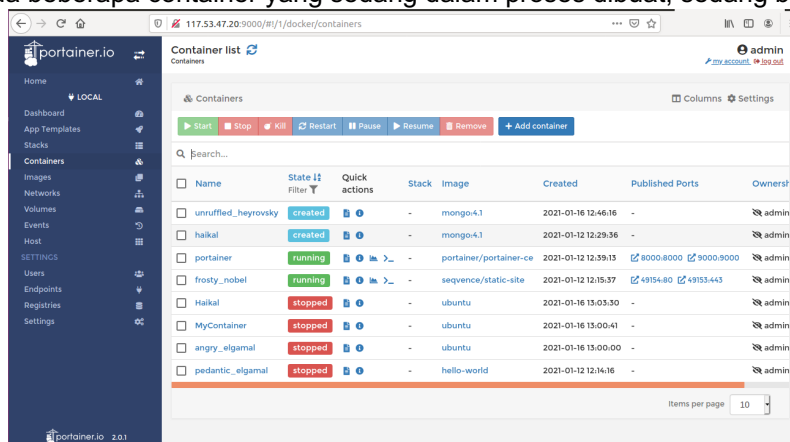 beberapa container yang sedang dalam proses dibuat, sedang b
117.53.47.20:9000/#!/1/docker/containers
portainer.io
Container list
Containers
admin
my account log out
Home
LOCAL
Dashboard
App Templates
Stacks
Containers
Images
Networks
Volumes
Events
Host
SETTINGS
Users
Endpoints
Registries
Settings
portainer.io 2.0.1
Containers
Columns Settings
Start Stop Kill Restart Pause Resume Remove + Add container
Search...
Name State Filter Quick actions Stack Image Created Published Ports Ownersh
unruffled_heyrovsky created - mongo:4.1 2021-01-16 12:46:16 - admin
haikal created - mongo:4.1 2021-01-12 12:29:36 - admin
portainer running - portainer/portainer-ce 2021-01-12 12:39:13 8000:8000 9000:9000 admin
frosty_nobel running - seqvence/static-site 2021-01-12 12:15:37 49154:80 49153:443 admin
Haikal stopped - ubuntu 2021-01-16 13:03:30 - admin
MyContainer stopped - ubuntu 2021-01-16 13:00:41 - admin
angry_elgamal stopped - ubuntu 2021-01-16 13:00:00 - admin
pedantic_elgamal stopped - hello-world 2021-01-12 12:14:16 - admin
Items per page 10